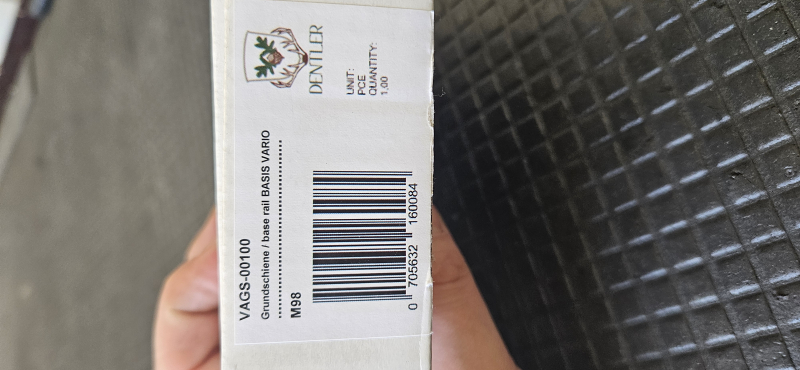 VAGS-00100
Grundschiene / base rail BASIS VARIO
M98
0 705632 160084
DENTLER
UNIT:
PCE
QUANTITY:
1,00